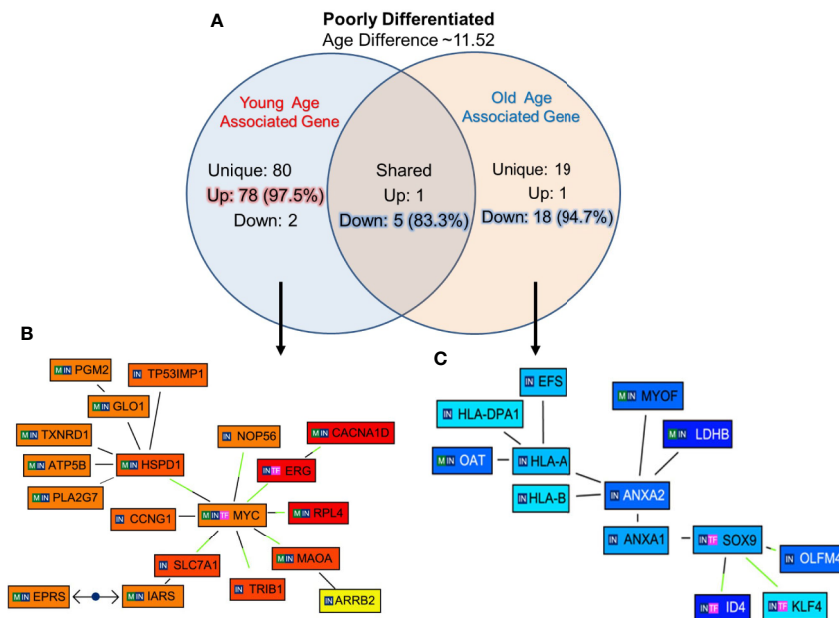 A
Poorly Differentiated
Age Difference ~11.52
Young Age
Associated Gene
Unique: 80
Up: 78 (97.5%)
Down: 2
Shared
Up: 1
Down: 5 (83.3%)
Old Age
Associated Gene
Unique: 19
Up: 1
Down: 18 (94.7%)
B
M IN PGM2
IN TP53IMP1
M IN GLO1
M IN TXNRD1
M IN ATP5B
M IN HSPD1
M IN PLA2G7
IN NOP56
M IN CACNA1D
IN TF ERG
IN CCNG1
M IN TF MYC
M IN RPL4
IN SLC7A1
M IN MAOA
IN TRIB1
M IN EPRS
M IN IARS
IN ARRB2
C
IN EFS
IN HLA-DPA1
M IN MYOF
M IN LDHB
M IN OAT
IN HLA-A
IN HLA-B
IN ANXA2
IN ANXA1
IN TF SOX9
IN OLFM4
IN TF ID4
IN TF KLF4